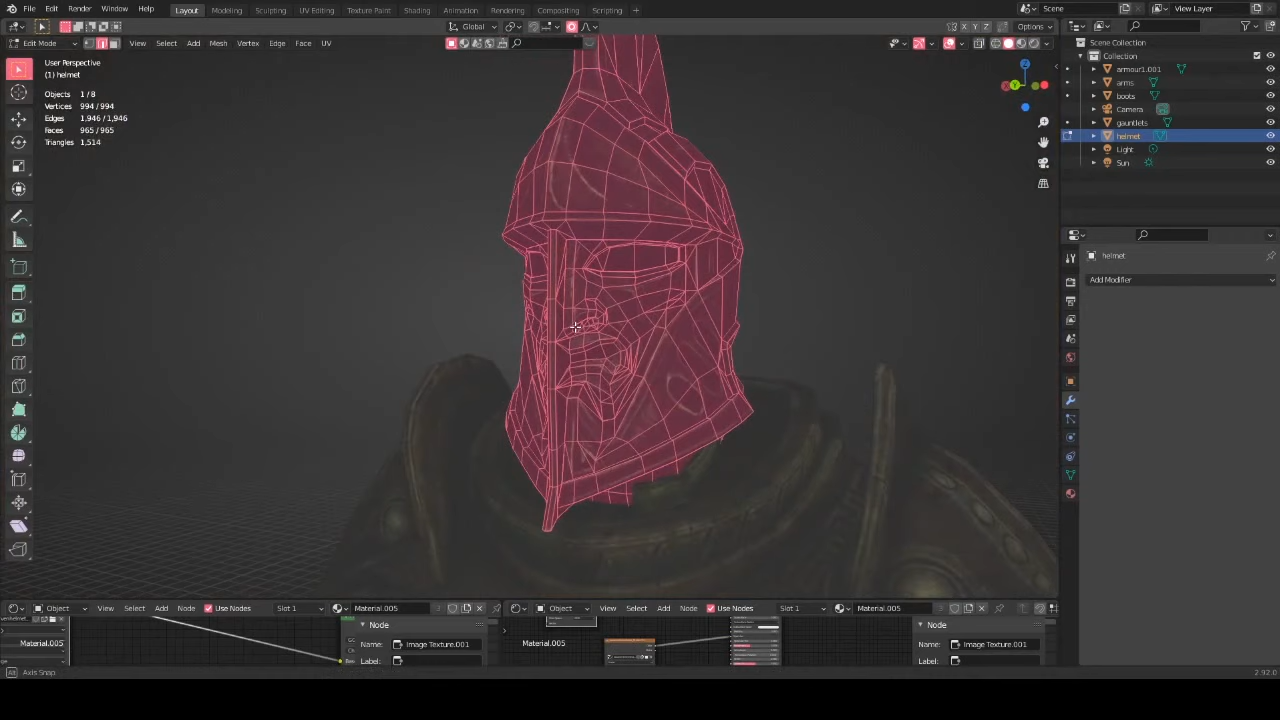 File Edit Render Window Help
Layout Modeling Sculpting UV Editing Texture Paint Shading Animation Rendering Compositing Scripting +
Scene
View Layer
Global
X Y Z
Options
Edit Mode View Select Add Mesh Vertex Edge Face UV
User Perspective
(1) helmet
Objects 1/8
Vertices 994/994
Edges 1,946/1,946
Faces 965/965
Triangles 1,514
Z
X
Y
Scene Collection
Collection
armour1.001
arms
boots
Camera
gauntlets
helmet
Light
Sun
helmet
Add Modifier
Object View Select Add Node Use Nodes Slot 1 Material.005
Object View Select Add Node Use Nodes Slot 1 Material.005
Material.005
Node
Name: Image Texture.001
Label:
Material.005
Node
Name: Image Texture.001
Label:
Alt Axis Snap
2.92.0